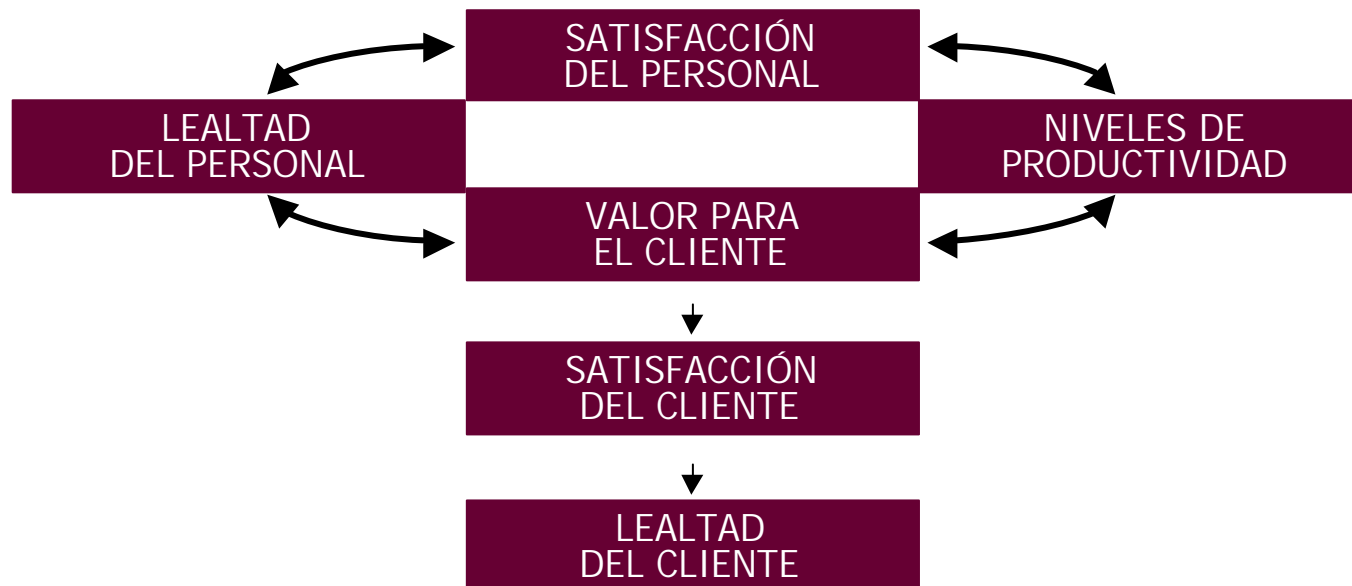 SATISFACCIÓN
DEL PERSONAL
LEALTAD
DEL PERSONAL
NIVELES DE
PRODUCTIVIDAD
VALOR PARA
EL CLIENTE
SATISFACCIÓN
DEL CLIENTE
LEALTAD
DEL CLIENTE